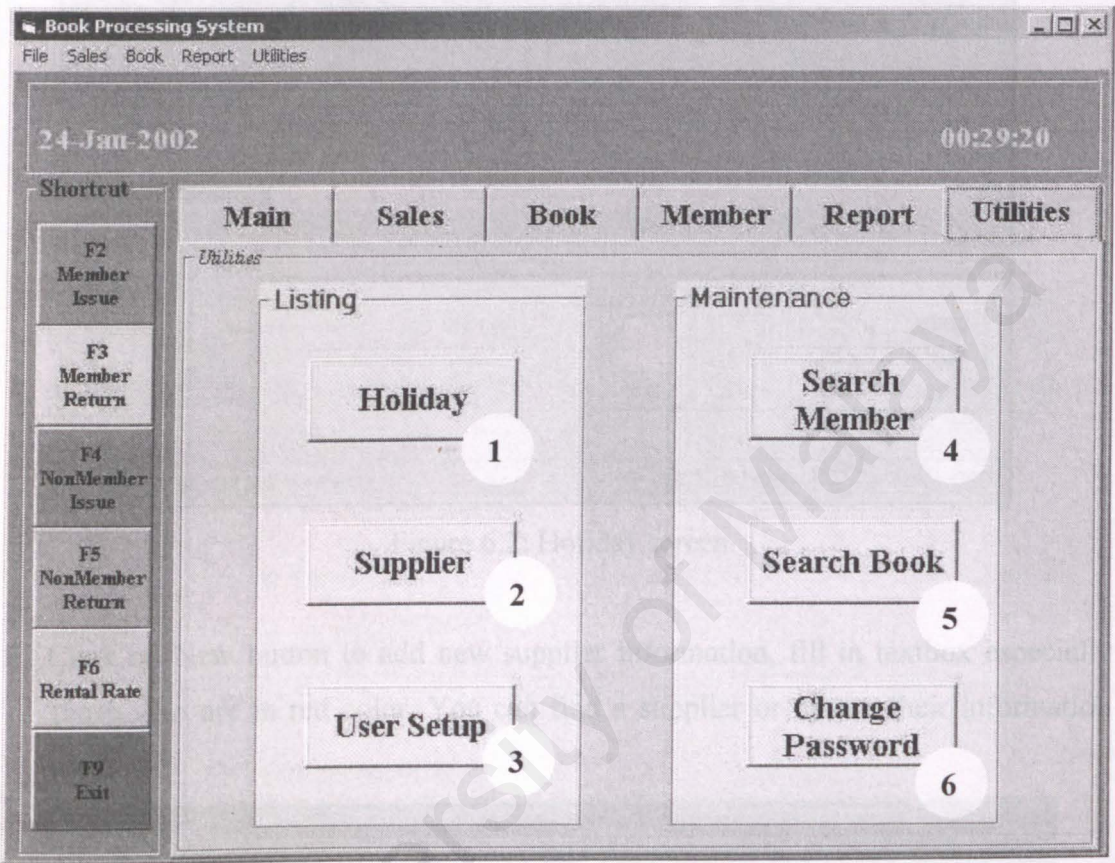 Book Processing System
File Sales Book Report Utilities
24-Jan-2002
00:29:20
Shortcut
F2
Member
Issue
F3
Member
Return
F4
NonMember
Issue
F5
NonMember
Return
F6
Rental Rate
F9
Exit
Main Sales Book Member Report Utilities
Utilities
Listing
Holiday
1
Supplier
2
User Setup
3
Maintenance
Search
Member
4
Search Book
5
Change
Password
6
University of Malaya